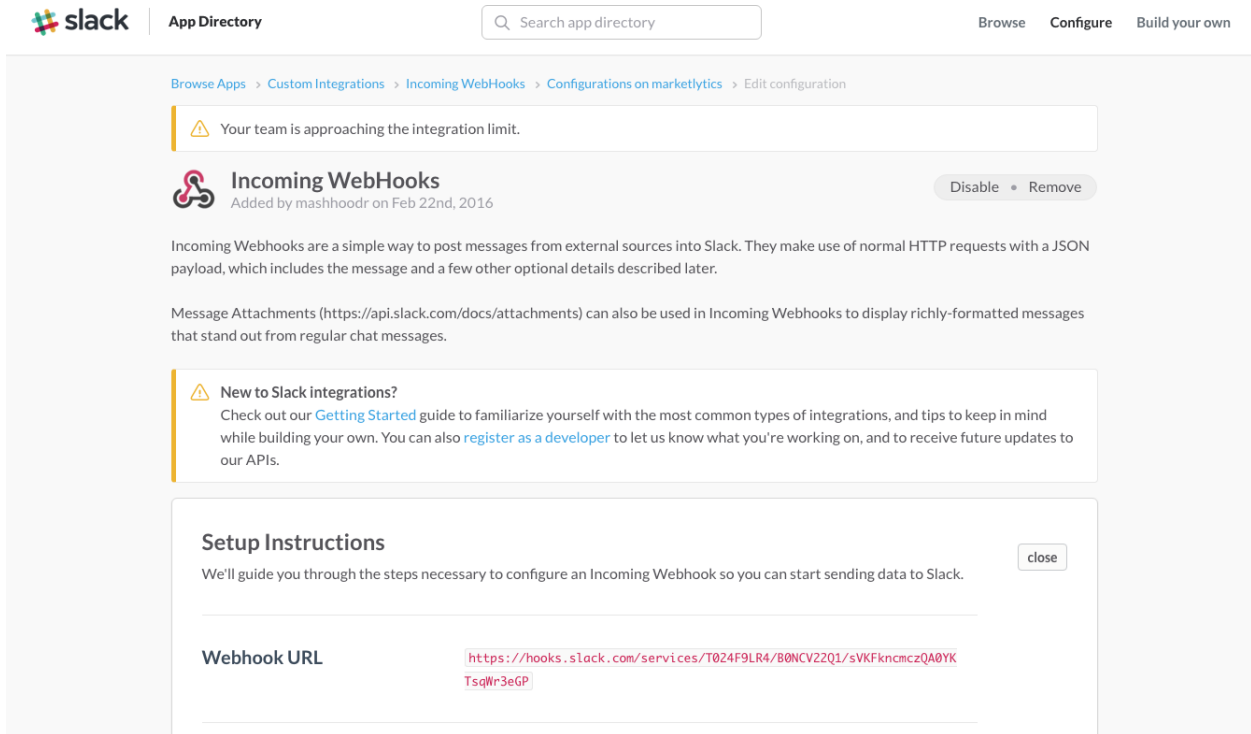 slack App Directory Search app directory Browse Configure Build your own
Browse Apps > Custom Integrations > Incoming WebHooks > Configurations on marketlytics > Edit configuration
Your team is approaching the integration limit.
Incoming WebHooks
Disable • Remove
Added by mashhoodr on Feb 22nd, 2016
Incoming Webhooks are a simple way to post messages from external sources into Slack. They make use of normal HTTP requests with a JSON
payload, which includes the message and a few other optional details described later.
Message Attachments (https://api.slack.com/docs/attachments) can also be used in Incoming Webhooks to display richly-formatted messages
that stand out from regular chat messages.
New to Slack integrations?
Check out our Getting Started guide to familiarize yourself with the most common types of integrations, and tips to keep in mind
while building your own. You can also register as a developer to let us know what you're working on, and to receive future updates to
our APIs.
Setup Instructions
close
We'll guide you through the steps necessary to configure an Incoming Webhook so you can start sending data to Slack.
Webhook URL https://hooks.slack.com/services/T024F9LR4/B0NCV22Q1/sVKFkncmczQA0YK
TsqWr3eGP